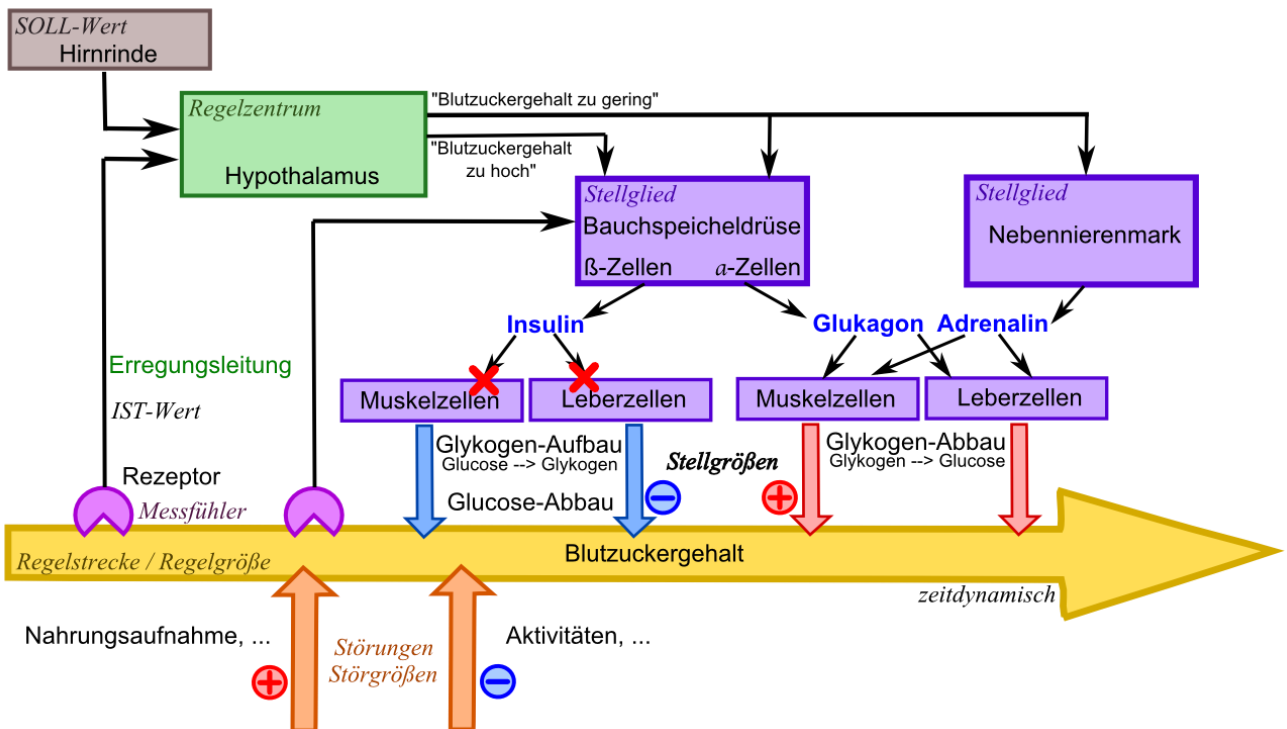 SOLL-Wert
Hirnrinde
Regelzentrum
Hypothalamus
"Blutzuckergehalt zu gering"
"Blutzuckergehalt
zu hoch"
Stellglied
Bauchspeicheldrüse
ß-Zellen
a-Zellen
Stellglied
Nebennierenmark
Insulin
Glukagon
Adrenalin
Erregungsleitung
IST-Wert
Muskelzellen
Leberzellen
Muskelzellen
Leberzellen
Glykogen-Aufbau
Glucose --> Glykogen
Glucose-Abbau
Stellgrößen
Glykogen-Abbau
Glykogen --> Glucose
Rezeptor
Messfühler
Regelstrecke / Regelgröße
Blutzuckergehalt
zeitdynamisch
Nahrungsaufnahme, ...
Störungen
Störgrößen
Aktivitäten, ...